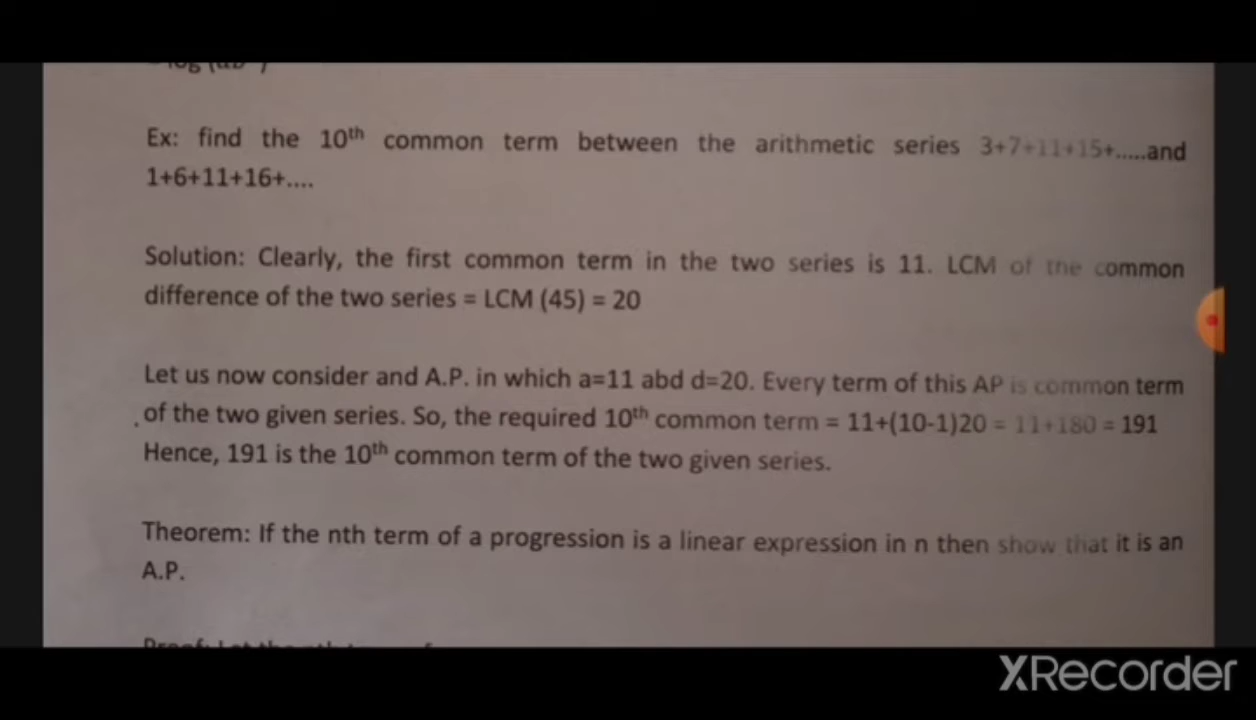 Ex: find the 10th common term between the arithmetic series 3+7+11+15+.....and
1+6+11+16+....
Solution: Clearly, the first common term in the two series is 11. LCM of the common
difference of the two series = LCM (45) = 20
Let us now consider and A.P. in which a=11 abd d=20. Every term of this AP is common term
of the two given series. So, the required 10th common term = 11+(10-1)20 = 11+180 = 191
Hence, 191 is the 10th common term of the two given series.
Theorem: If the nth term of a progression is a linear expression in n then show that it is an
A.P.
XRecorder